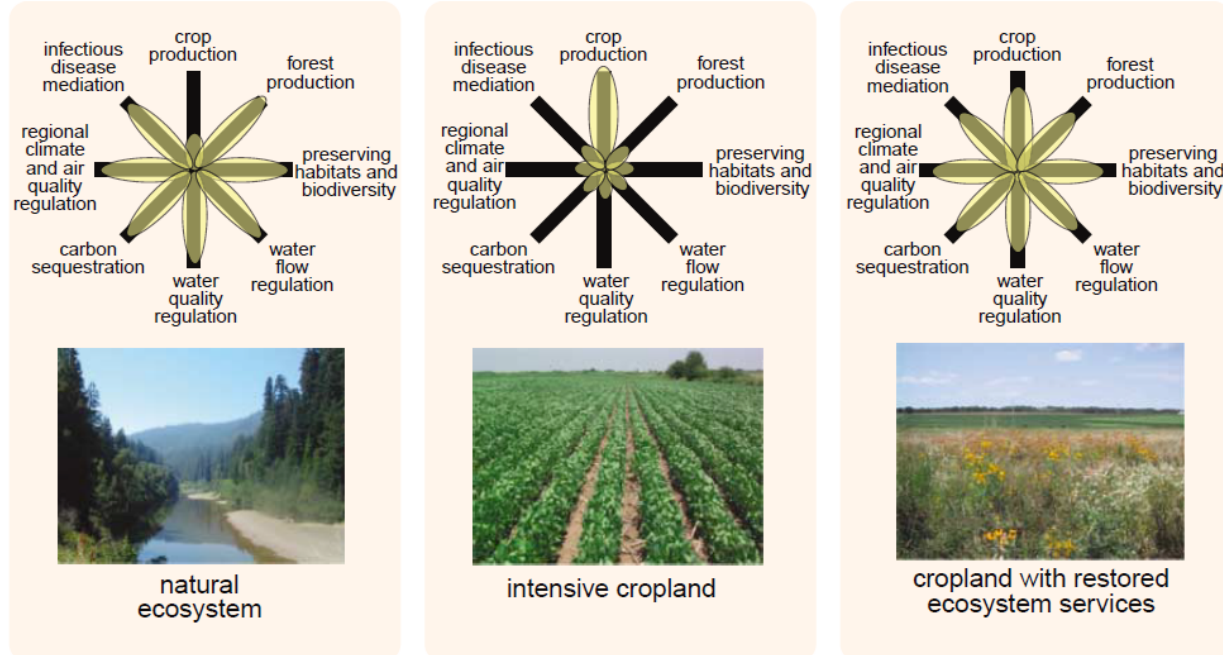 crop
production
infectious
disease
mediation
forest
production
regional
climate
and air
quality
regulation
preserving
habitats and
biodiversity
carbon
sequestration
water
flow
regulation
water
quality
regulation
natural
ecosystem
crop
production
infectious
disease
mediation
forest
production
regional
climate
and air
quality
regulation
preserving
habitats and
biodiversity
carbon
sequestration
water
flow
regulation
water
quality
regulation
intensive cropland
crop
production
infectious
disease
mediation
forest
production
regional
climate
and air
quality
regulation
preserving
habitats and
biodiversity
carbon
sequestration
water
flow
regulation
water
quality
regulation
cropland with restored
ecosystem services